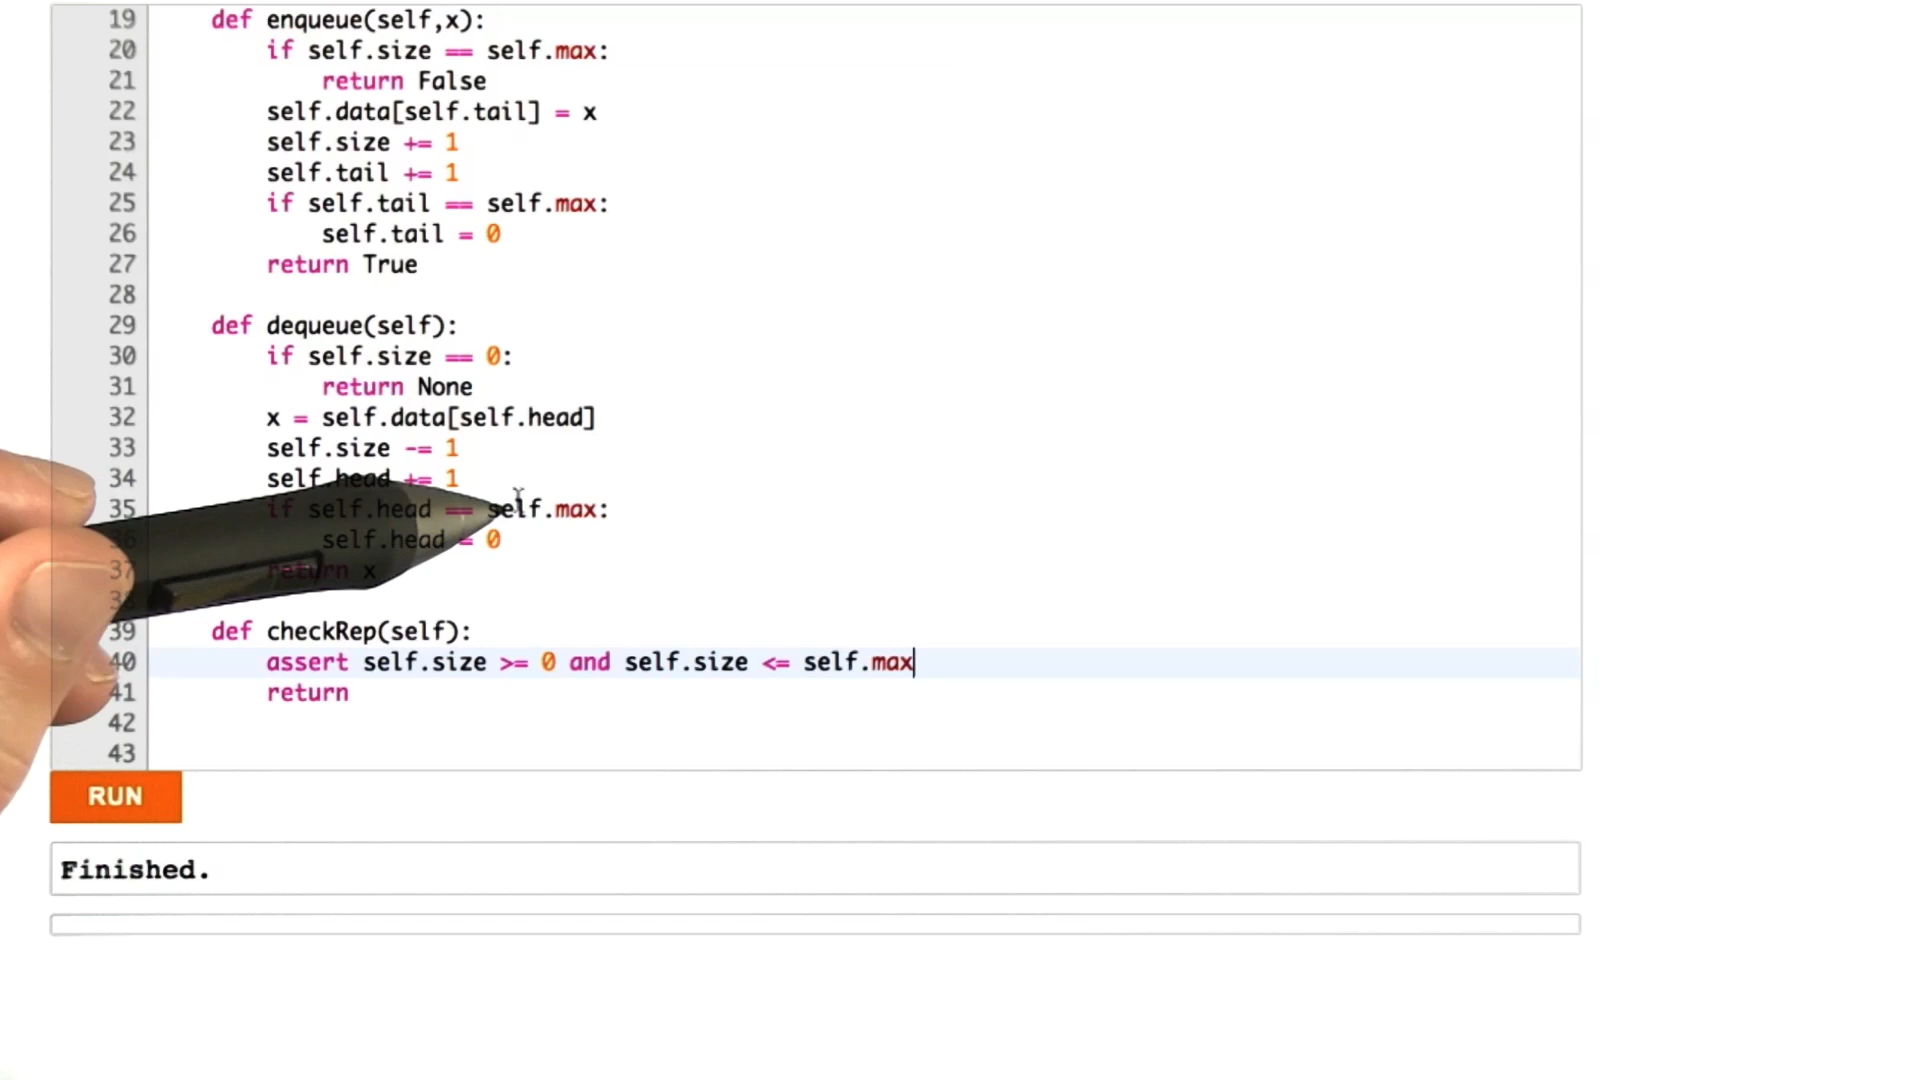 19 def enqueue(self,x):
20 if self.size == self.max:
21 return False
22 self.data[self.tail] = x
23 self.size += 1
24 self.tail += 1
25 if self.tail == self.max:
26 self.tail = 0
27 return True
28
29 def dequeue(self):
30 if self.size == 0:
31 return None
32 x = self.data[self.head]
33 self.size -= 1
34 self.head += 1
35 if self.head == self.max:
36 self.head = 0
37 return x
38
39 def checkRep(self):
40 assert self.size >= 0 and self.size <= self.max
41 return
42
43
RUN
Finished.